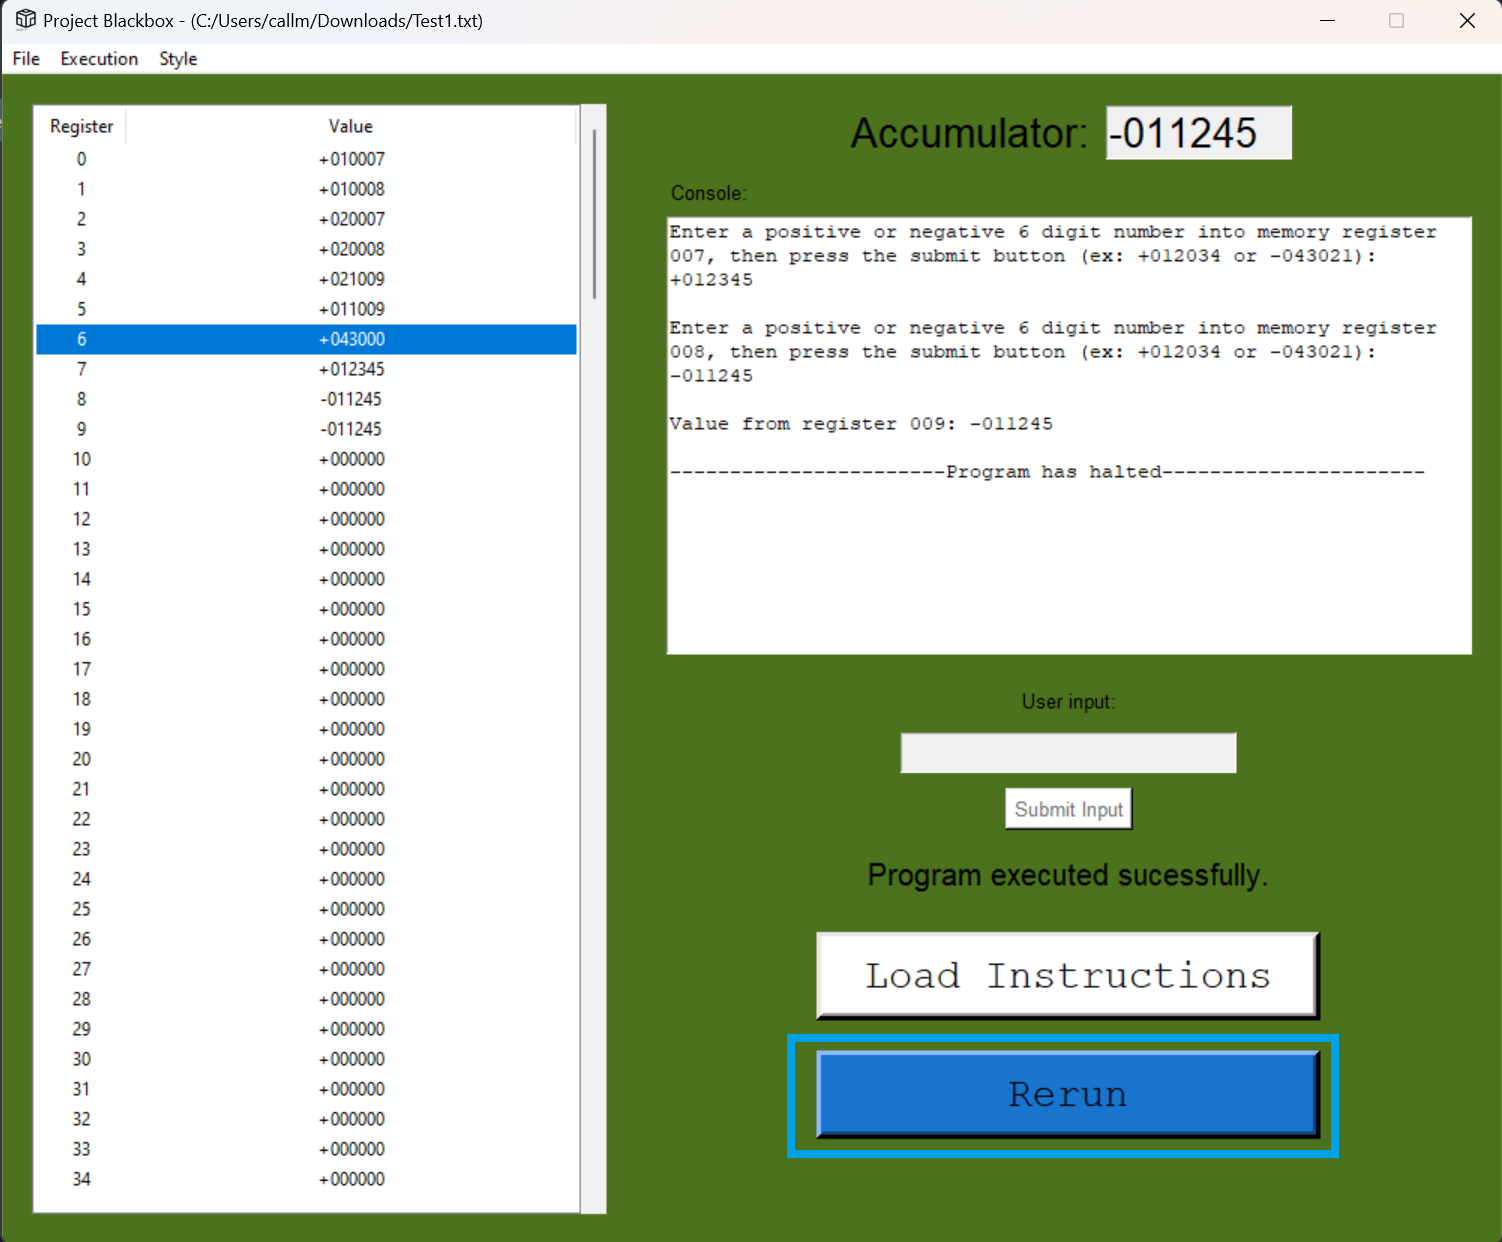 Project Blackbox - (C:/Users/callm/Downloads/Test1.txt)
File Execution Style
Register Value
0 +010007
1 +010008
2 +020007
3 +020008
4 +021009
5 +011009
6 +043000
7 +012345
8 -011245
9 -011245
10 +000000
11 +000000
12 +000000
13 +000000
14 +000000
15 +000000
16 +000000
17 +000000
18 +000000
19 +000000
20 +000000
21 +000000
22 +000000
23 +000000
24 +000000
25 +000000
26 +000000
27 +000000
28 +000000
29 +000000
30 +000000
31 +000000
32 +000000
33 +000000
34 +000000
Accumulator: -011245
Console:
Enter a positive or negative 6 digit number into memory register
007, then press the submit button (ex: +012034 or -043021):
+012345
Enter a positive or negative 6 digit number into memory register
008, then press the submit button (ex: +012034 or -043021):
-011245
Value from register 009: -011245
-----------------------Program has halted----------------------
User input:
Submit Input
Program executed sucessfully.
Load Instructions
Rerun